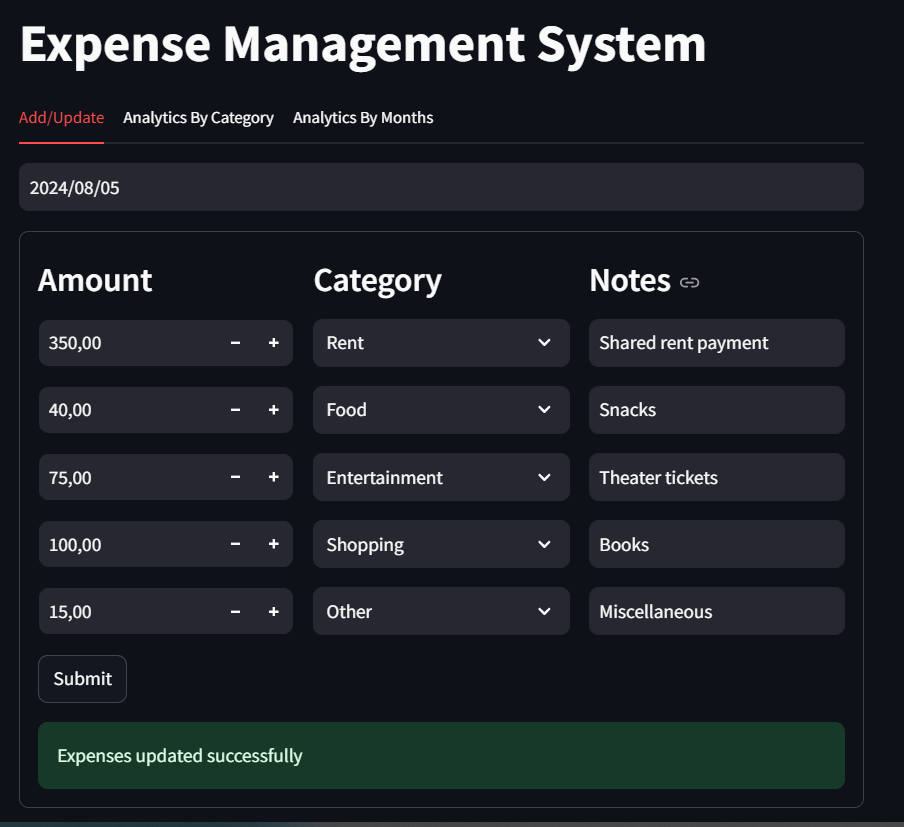 Expense Management System
Add/Update Analytics By Category Analytics By Months
2024/08/05
Amount Category Notes
350,00 Rent Shared rent payment
40,00 Food Snacks
75,00 Entertainment Theater tickets
100,00 Shopping Books
15,00 Other Miscellaneous
Submit
Expenses updated successfully